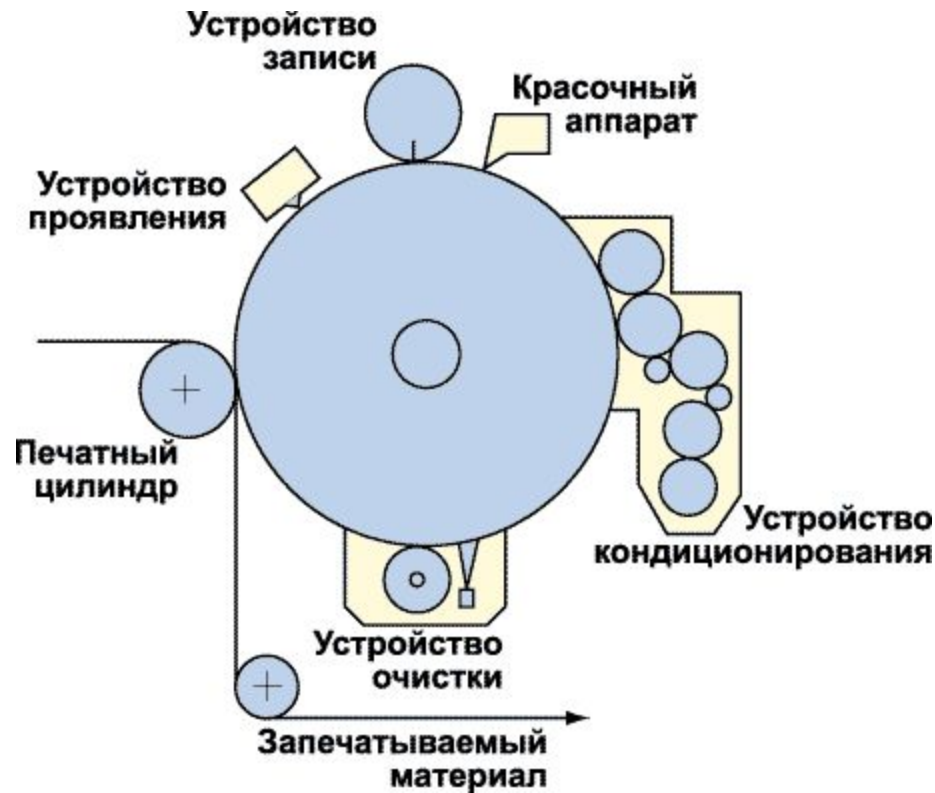 Устройство
записи
Красочный
аппарат
Устройство
проявления
Печатный
цилиндр
Устройство
кондиционирования
Устройство
очистки
Запечатываемый
материал